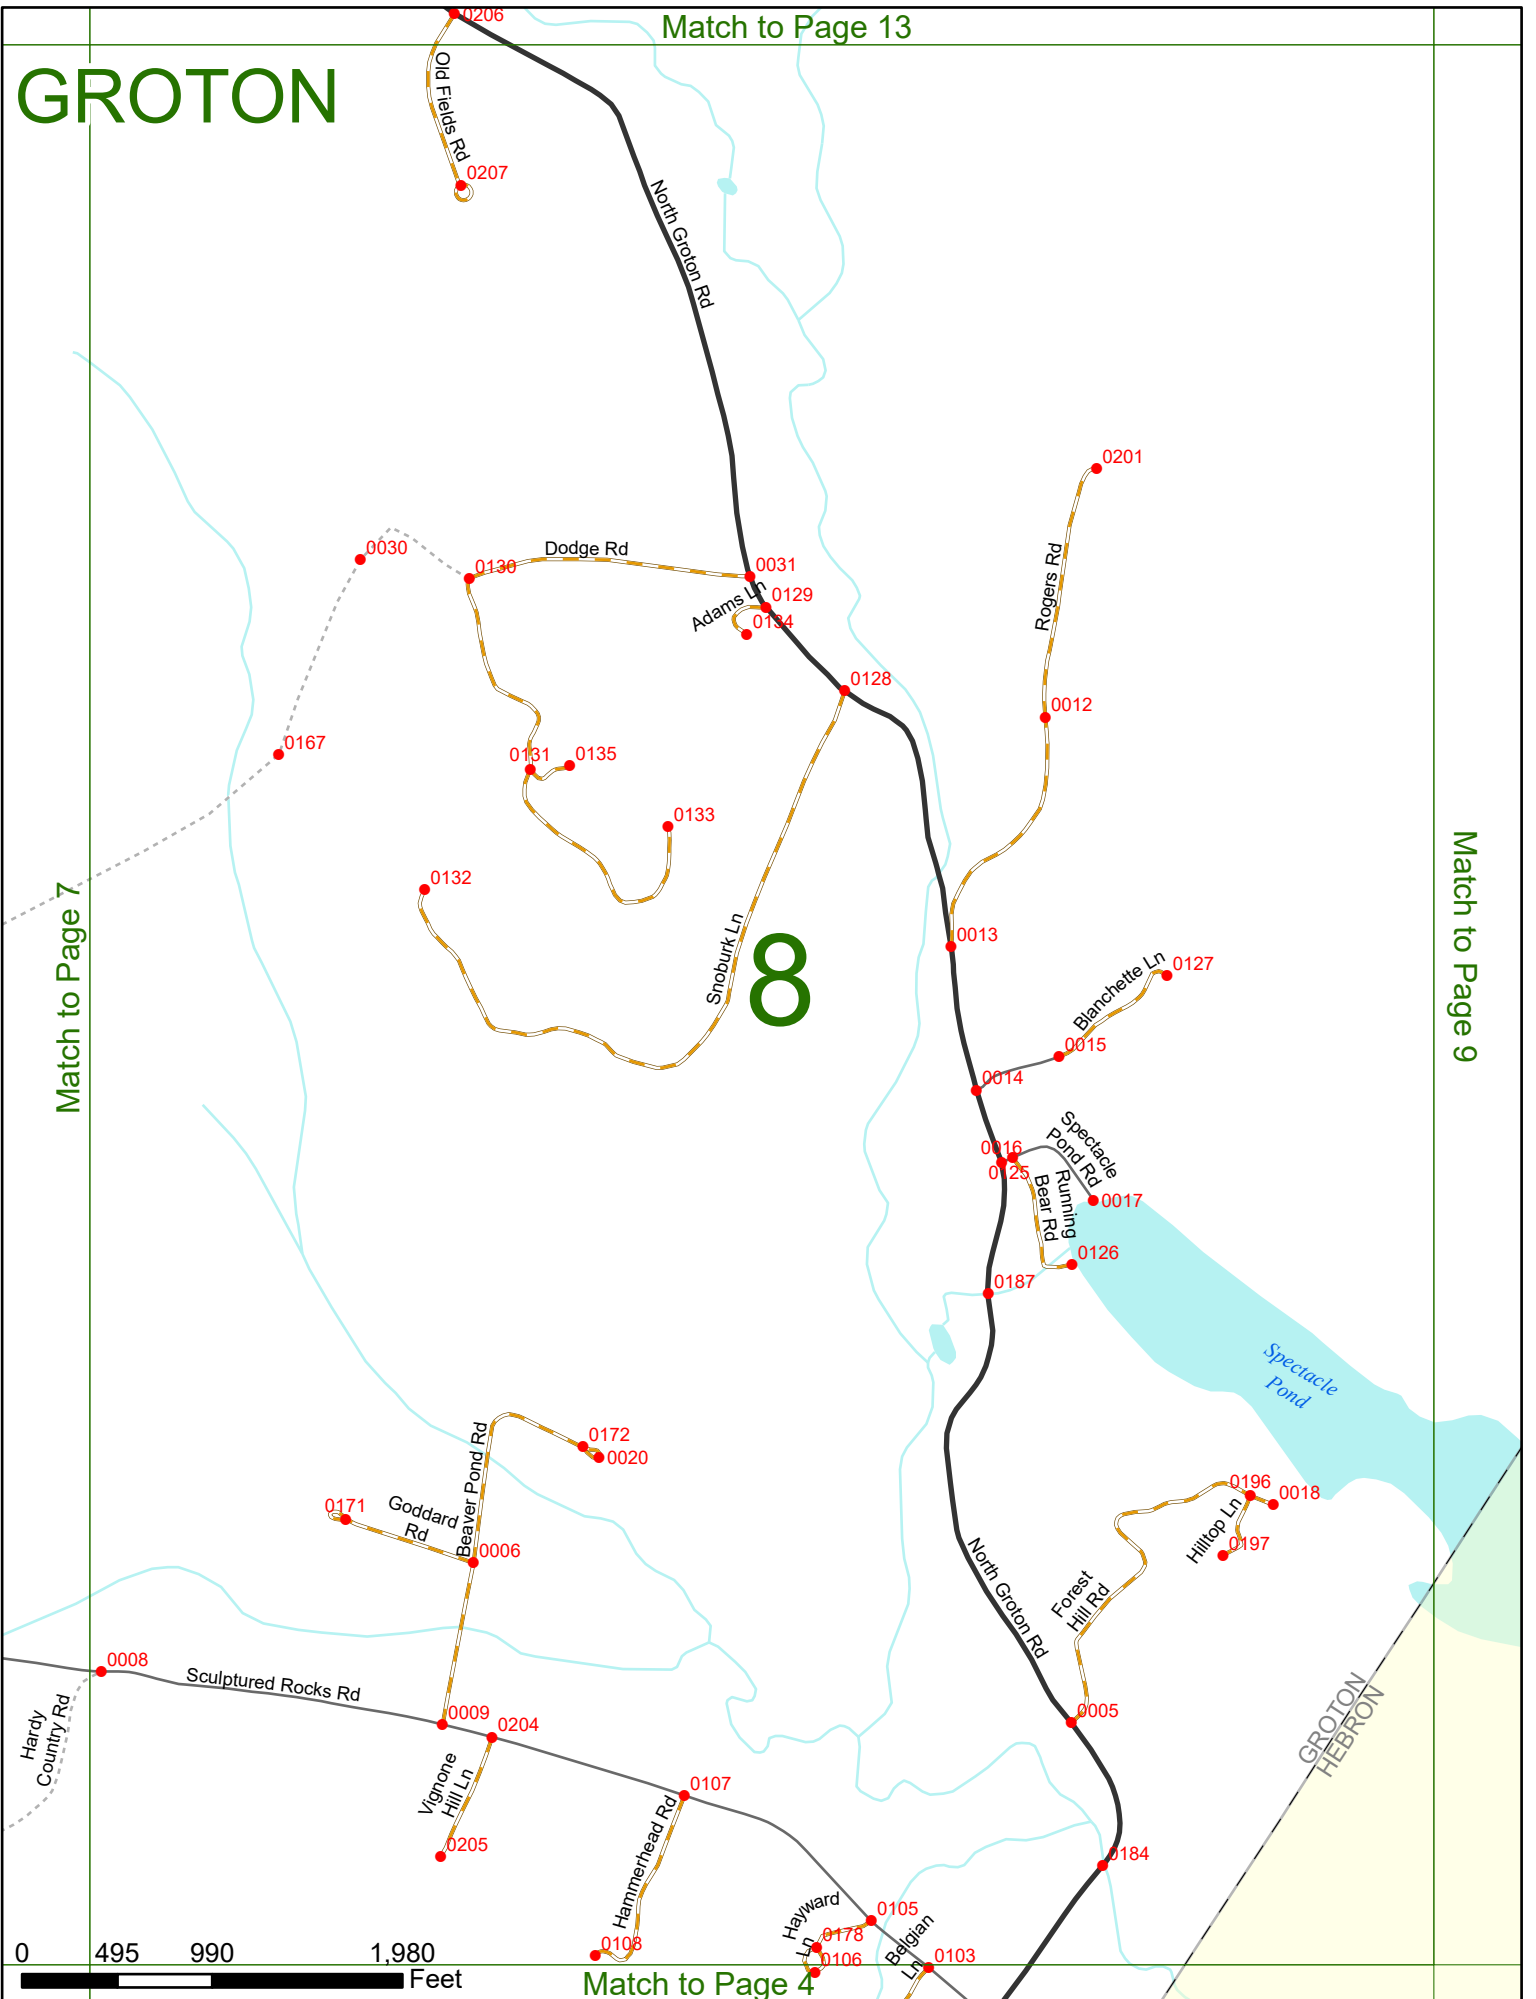 0206
Match to Page 13
GROTON
Old Fields Rd
0207
North Groton Rd
0201
0030
0130
Dodge Rd
0031
Adams Ln
0129
0134
Rogers Rd
0128
0012
0167
0131
0135
0133
0132
Match to Page 7
Match to Page 9
Snoburk Ln
8
0013
Blanchette Ln
0127
0015
0014
Spectacle
Pond Rd
0016
0125
Running
Bear Rd
0017
0126
0187
Spectacle
Pond
Beaver Pond Rd
0172
0020
0171
Goddard
Rd
0006
0196
0018
Hilltop Ln
0197
North Groton Rd
Forest
Hill Rd
0008
Sculptured Rocks Rd
Hardy
Country Rd
0009
0204
0005
GROTON
HEBRON
Vignone
Hill Ln
0107
Hammerhead Rd
0205
0184
Hayward
Ln
0105
0178
Belgian
Ln
0108
0106
0103
0 495 990 1,980
Feet
Match to Page 4